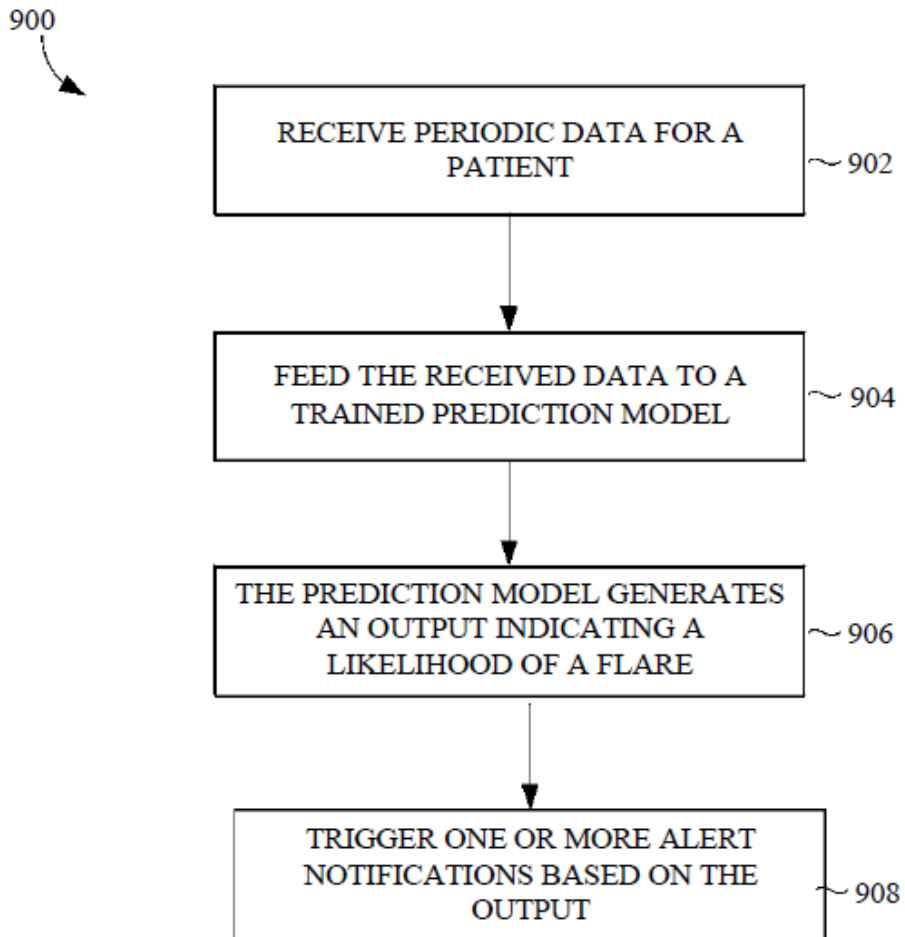 900
RECEIVE PERIODIC DATA FOR A
PATIENT
902
FEED THE RECEIVED DATA TO A
TRAINED PREDICTION MODEL
904
THE PREDICTION MODEL GENERATES
AN OUTPUT INDICATING A
LIKELIHOOD OF A FLARE
906
TRIGGER ONE OR MORE ALERT
NOTIFICATIONS BASED ON THE
OUTPUT
908